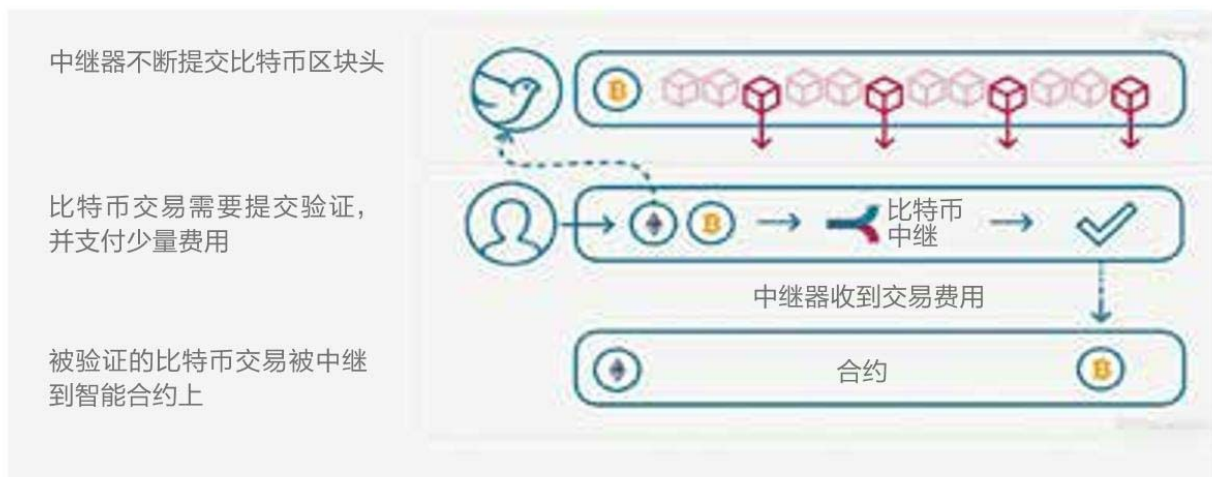 中继器不断提交比特币区块头
比特币交易需要提交验证，
并支付少量费用
比特币
中继
中继器收到交易费用
被验证的比特币交易被中继
到智能合约上
合约